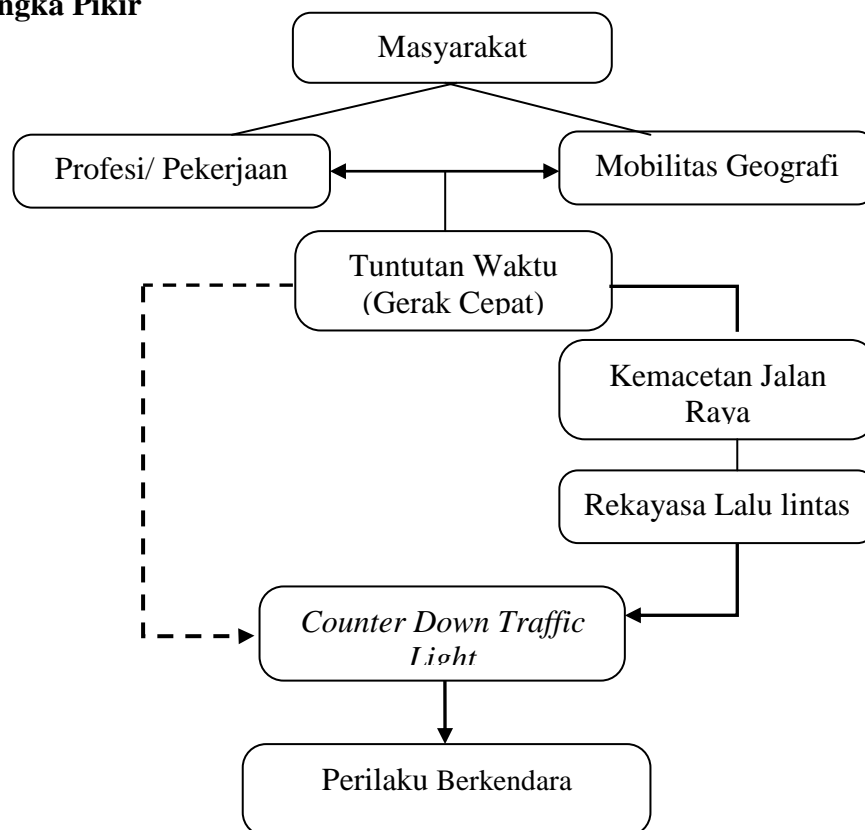 ngka Pikir
Masyarakat
Profesi/ Pekerjaan
Mobilitas Geografi
Tuntutan Waktu
(Gerak Cepat)
Kemacetan Jalan
Raya
Rekayasa Lalu lintas
Counter Down Traffic
Light
Perilaku Berkendara